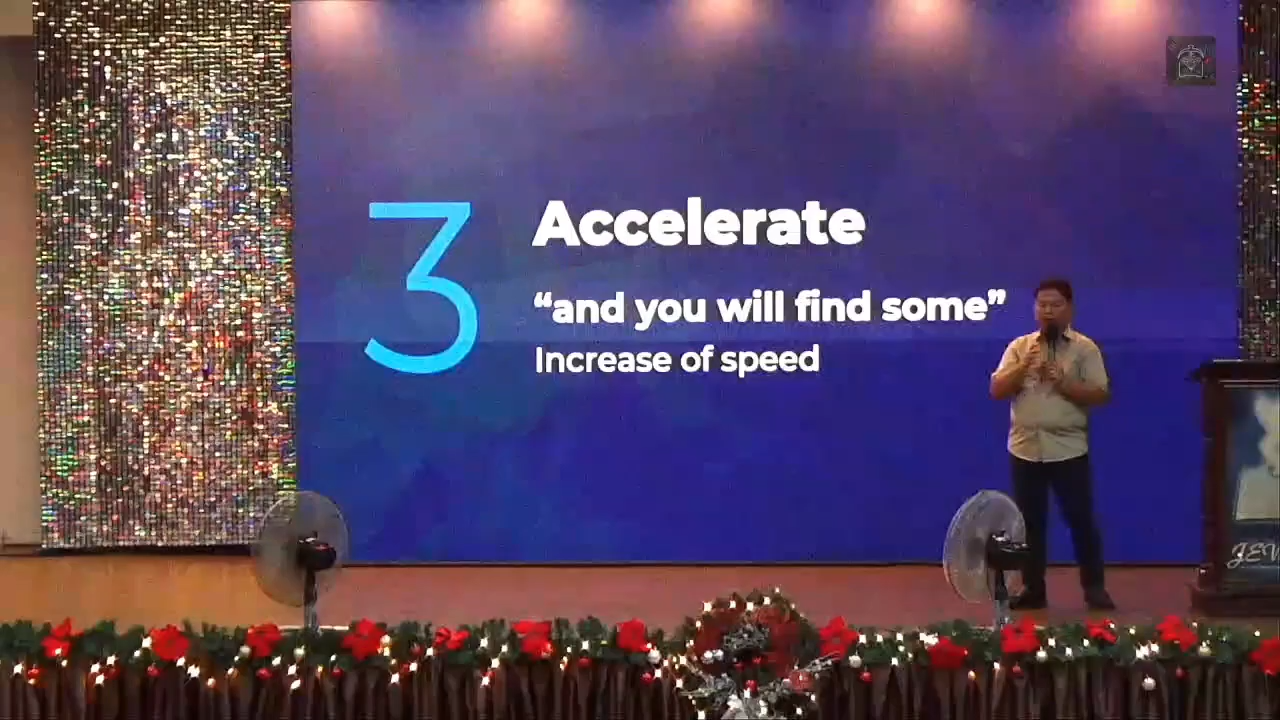 3
Accelerate
“and you will find some”
Increase of speed